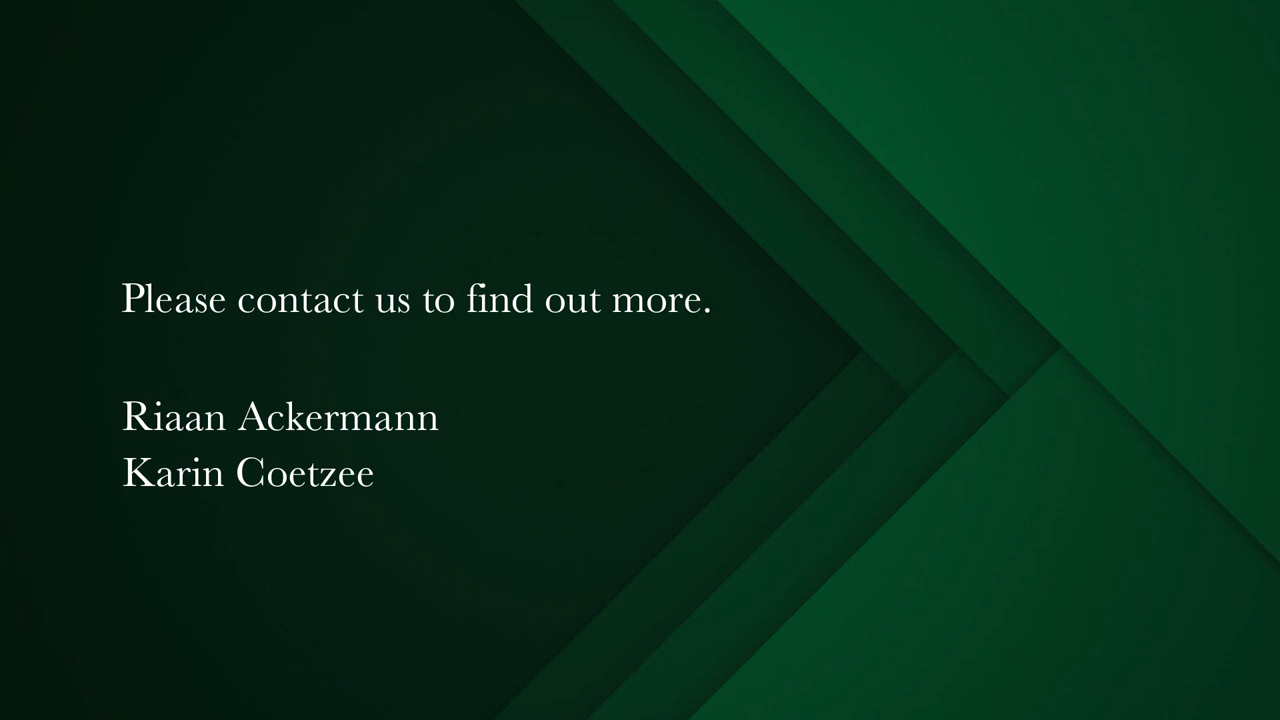 Please contact us to find out more.
Riaan Ackermann
Karin Coetzee